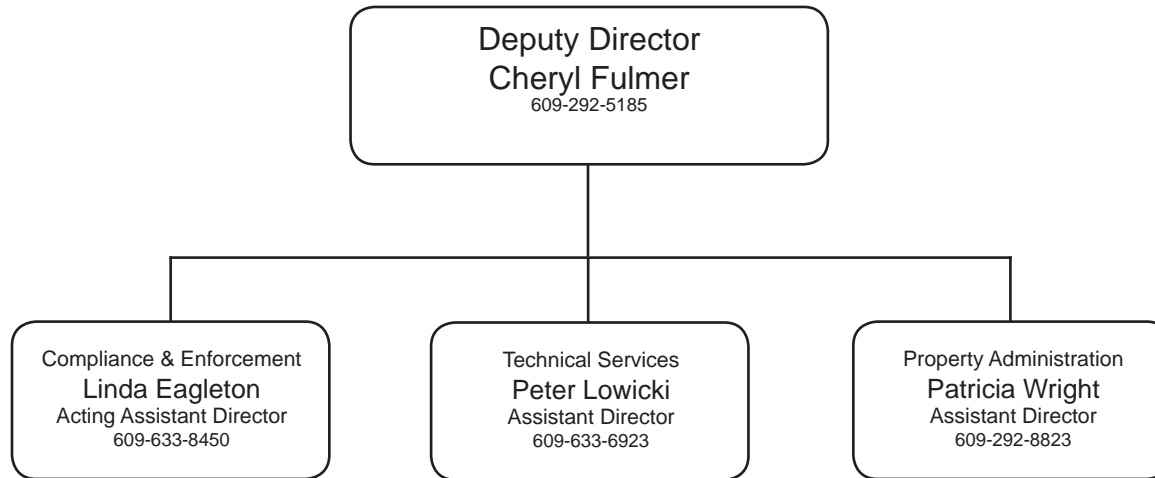 Deputy Director
Cheryl Fulmer
609-292-5185
Compliance & Enforcement
Linda Eagleton
Acting Assistant Director
609-633-8450
Technical Services
Peter Lowicki
Assistant Director
609-633-6923
Property Administration
Patricia Wright
Assistant Director
609-292-8823